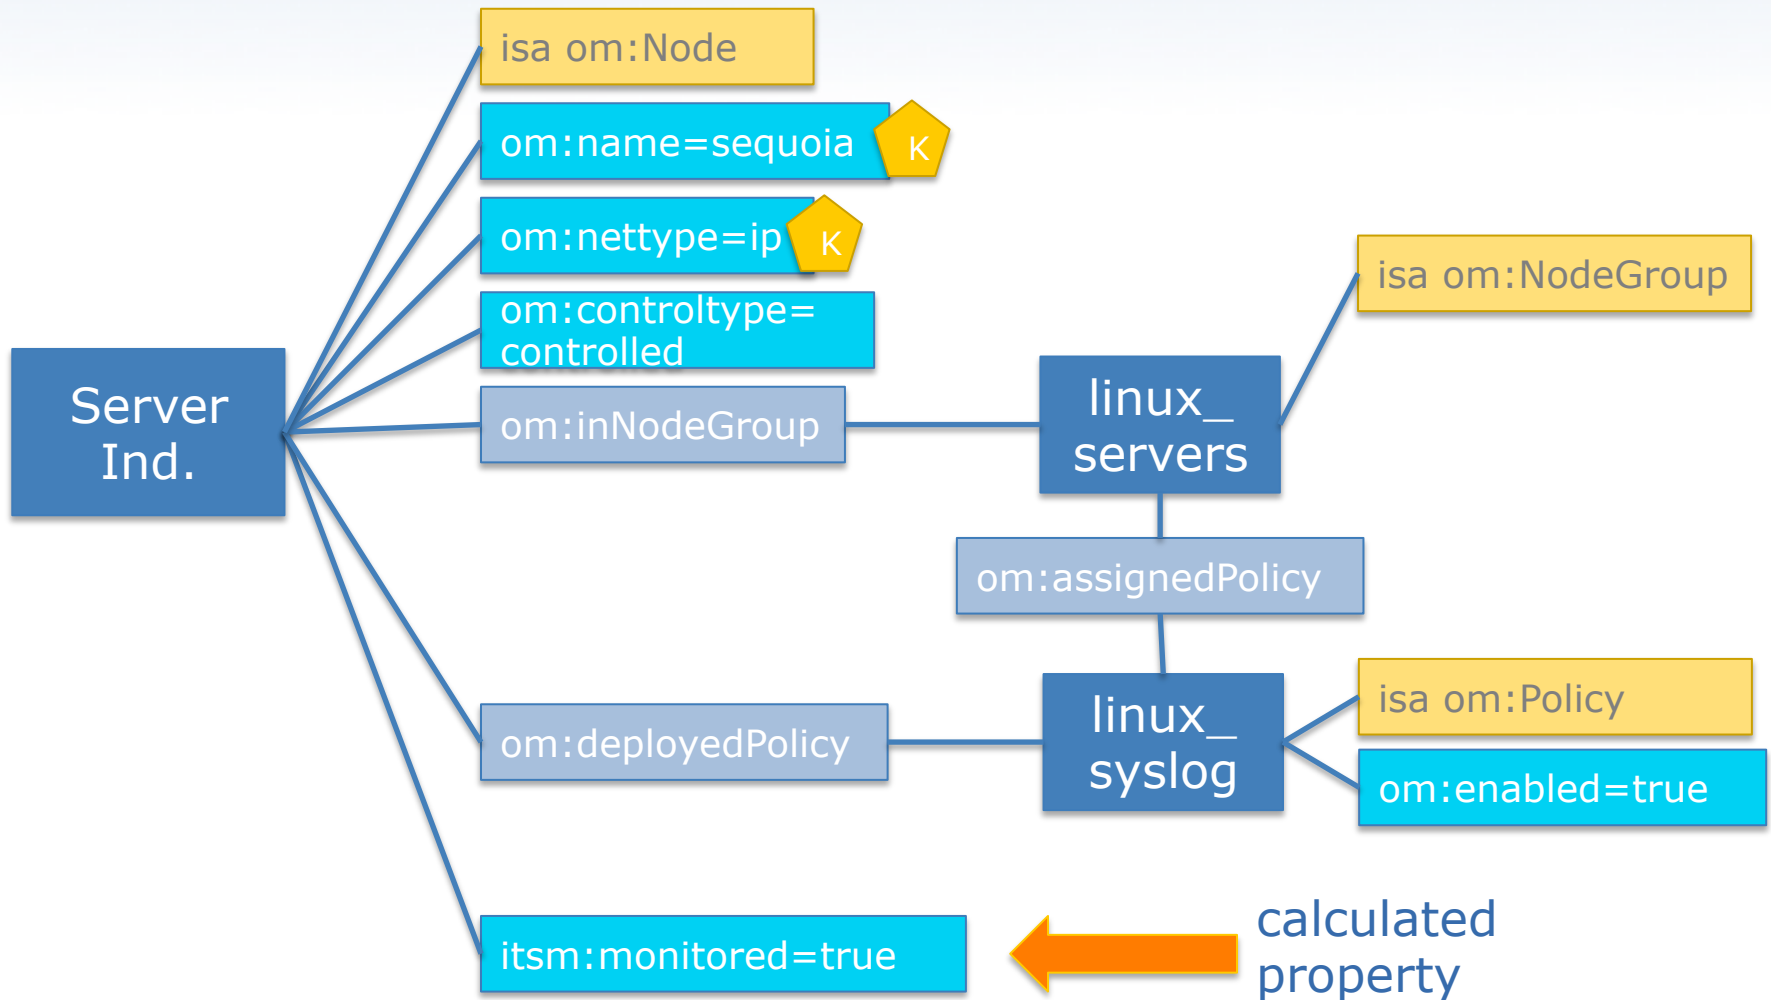 isa om:Node
om:name=sequoia
K
om:nettype=ip
K
om:controltype=
controlled
om:inNodeGroup
Server
Ind.
linux_
servers
isa om:NodeGroup
om:assignedPolicy
om:deployedPolicy
linux_
syslog
isa om:Policy
om:enabled=true
itsm:monitored=true
calculated
property